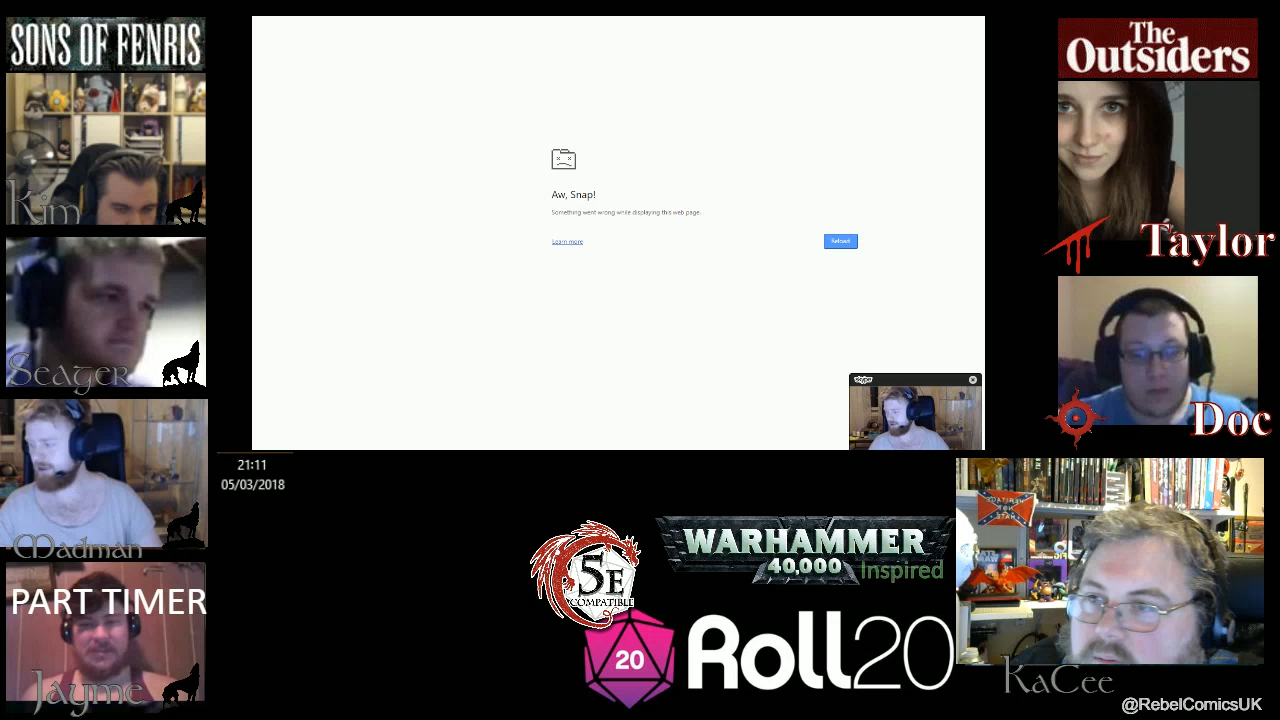 SONS OF FENRIS
Kim
Seager
Madman
PART TIMER
Jayme
Aw, Snap!
Something went wrong while displaying this web page.
Learn more
Reload
skype
21:11
05/03/2018
5E
COMPATIBLE
WARHAMMER
40,000 Inspired
20
Roll20
The
Outsiders
Taylor
Doc
KaCee
@RebelComicsUK